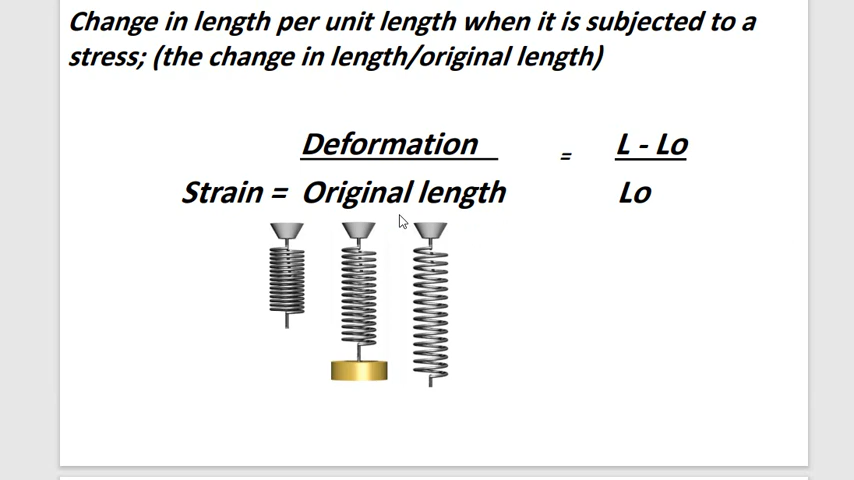 Change in length per unit length when it is subjected to a
stress; (the change in length/original length)
Deformation = L - Lo
Strain = Original length Lo